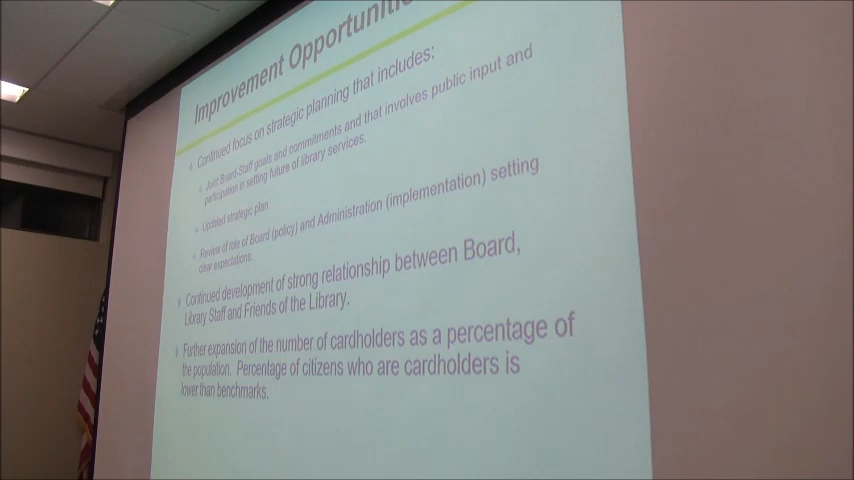 Improvement Opportunitie
Continued focus on strategic planning that includes:
Joint Board-Staff goals and commitments and that involves public input and
participation in setting future of library services.
Updated strategic plan
Review of role of Board (policy) and Administration (implementation) setting
clear expectations.
Continued development of strong relationship between Board,
Library Staff and Friends of the Library.
Further expansion of the number of cardholders as a percentage of
the population. Percentage of citizens who are cardholders is
lower than benchmarks.